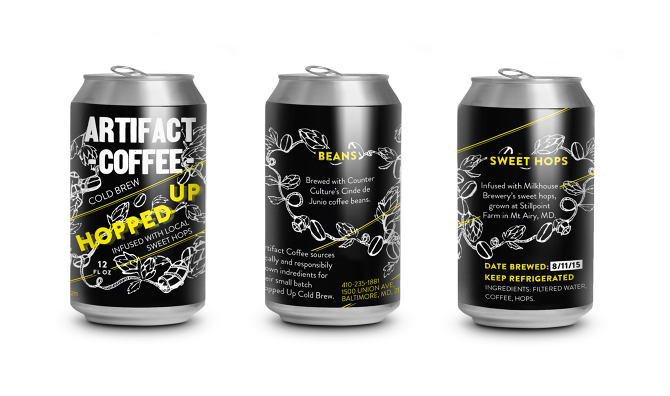 ARTIFACT
-COFFEE-
COLD BREW
HOPPED UP
INFUSED WITH LOCAL
SWEET HOPS
12
FL OZ
BEANS
Brewed with Counter
Culture's Cinde de
Junio coffee beans.
rtifact Coffee sources
cally and responsibily
own ingredients for
eir small batch
opped Up Cold Brew.
410-235-1881
1500 UNION AVE
BALTIMORE, MD,
SWEET HOPS
Infused with Milkhouse
Brewery's sweet hops,
grown at Stillpoint
Farm in Mt Airy, MD.
DATE BREWED: 8/11/15
KEEP REFRIGERATED
INGREDIENTS: FILTERED WATER,
COFFEE, HOPS.